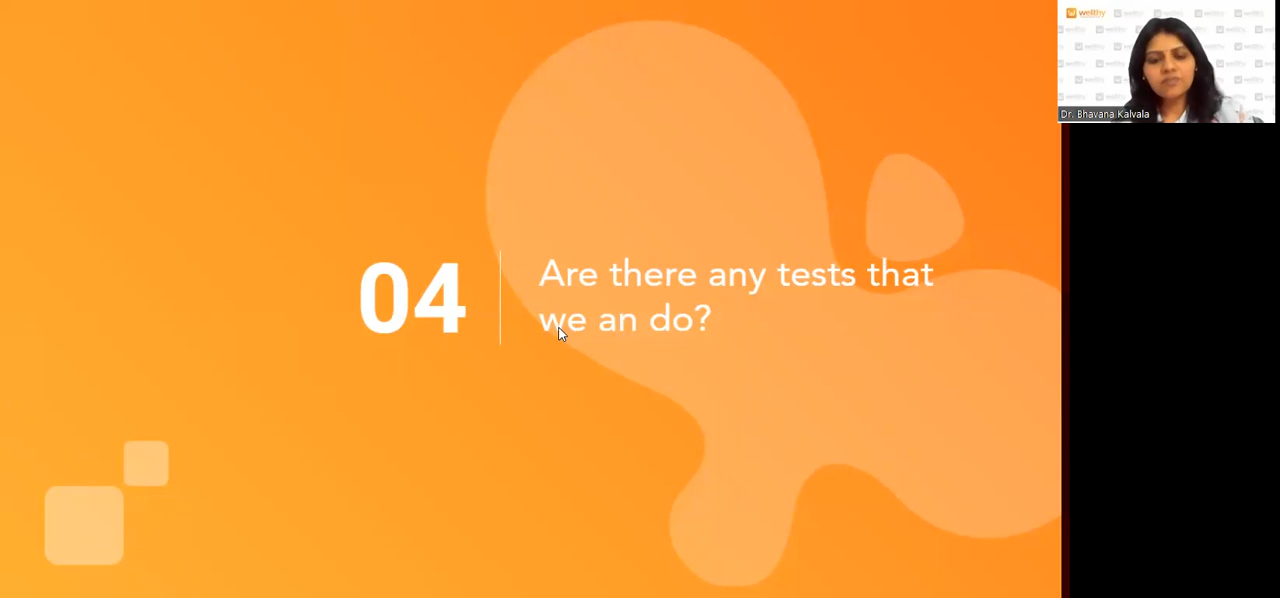 04
Are there any tests that
we an do?
wellthy
Dr. Bhavana Kalvala